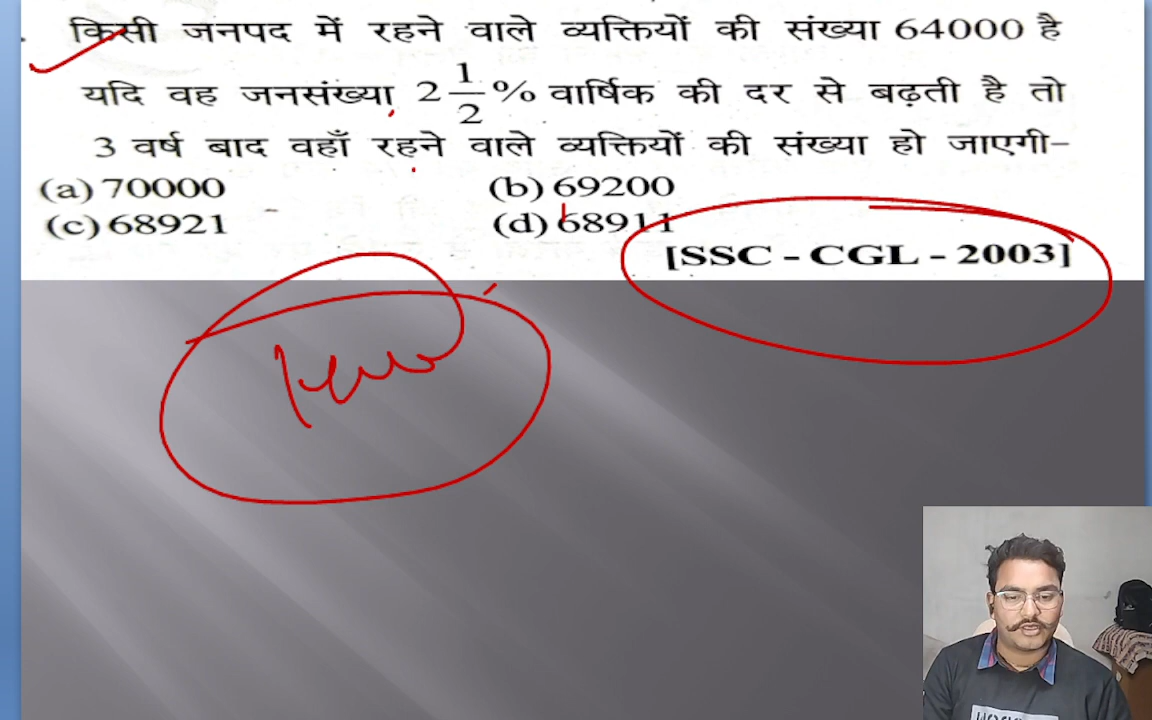 किसी जनपद में रहने वाले व्यक्तियों की संख्या 64000 है
यदि वह जनसंख्या, 2 1/2 % वार्षिक की दर से बढ़ती है तो
3 वर्ष बाद वहाँ रहने वाले व्यक्तियों की संख्या हो जाएगी–
(a) 70000 (b) 69200
(c) 68921 (d) 68911
[SSC - CGL - 2003]